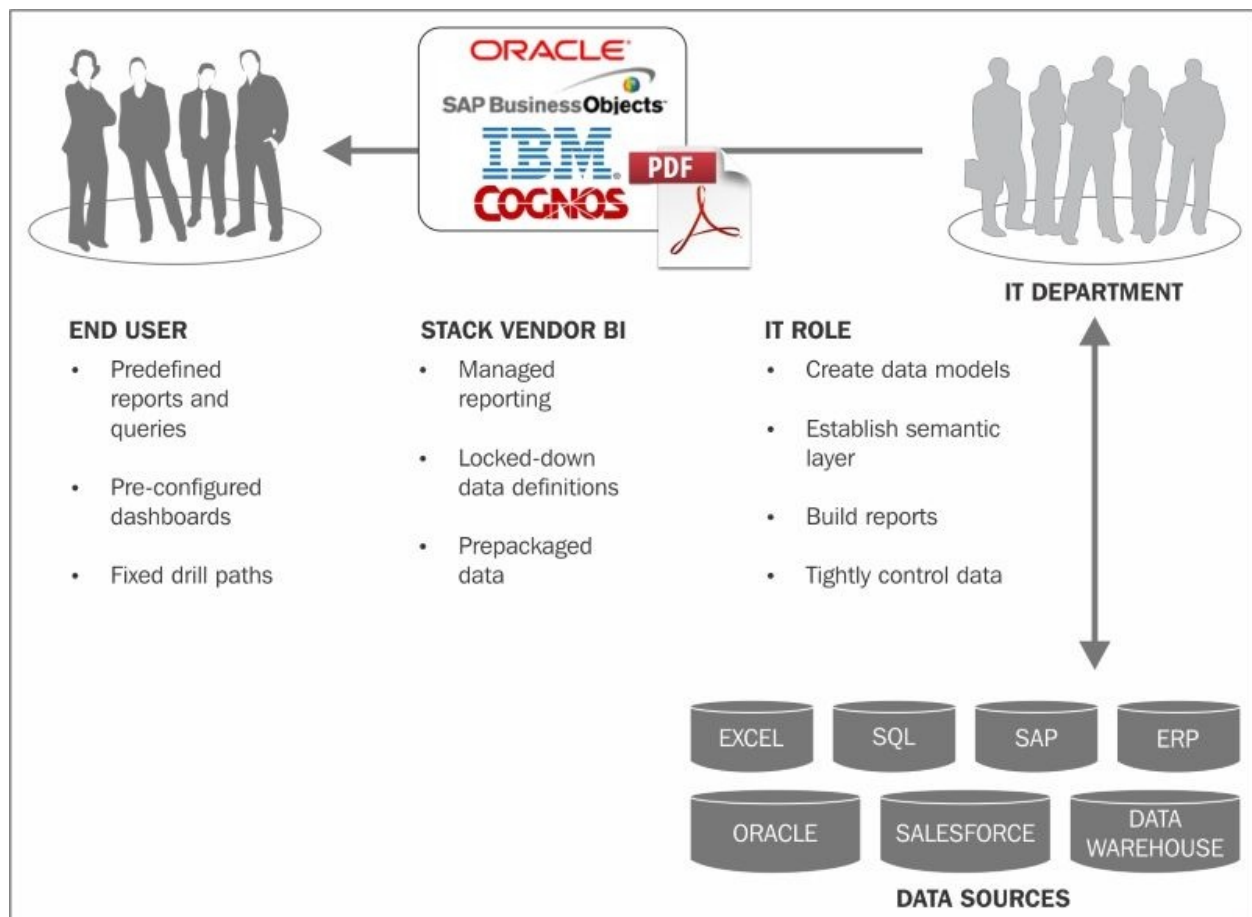 ORACLE
SAP BusinessObjects
IBM
COGNOS
PDF
IT DEPARTMENT
END USER
• Predefined
reports and
queries
• Pre-configured
dashboards
• Fixed drill paths
STACK VENDOR BI
• Managed
reporting
• Locked-down
data definitions
• Prepackaged
data
IT ROLE
• Create data models
• Establish semantic
layer
• Build reports
• Tightly control data
EXCEL
SQL
SAP
ERP
ORACLE
SALESFORCE
DATA
WAREHOUSE
DATA SOURCES